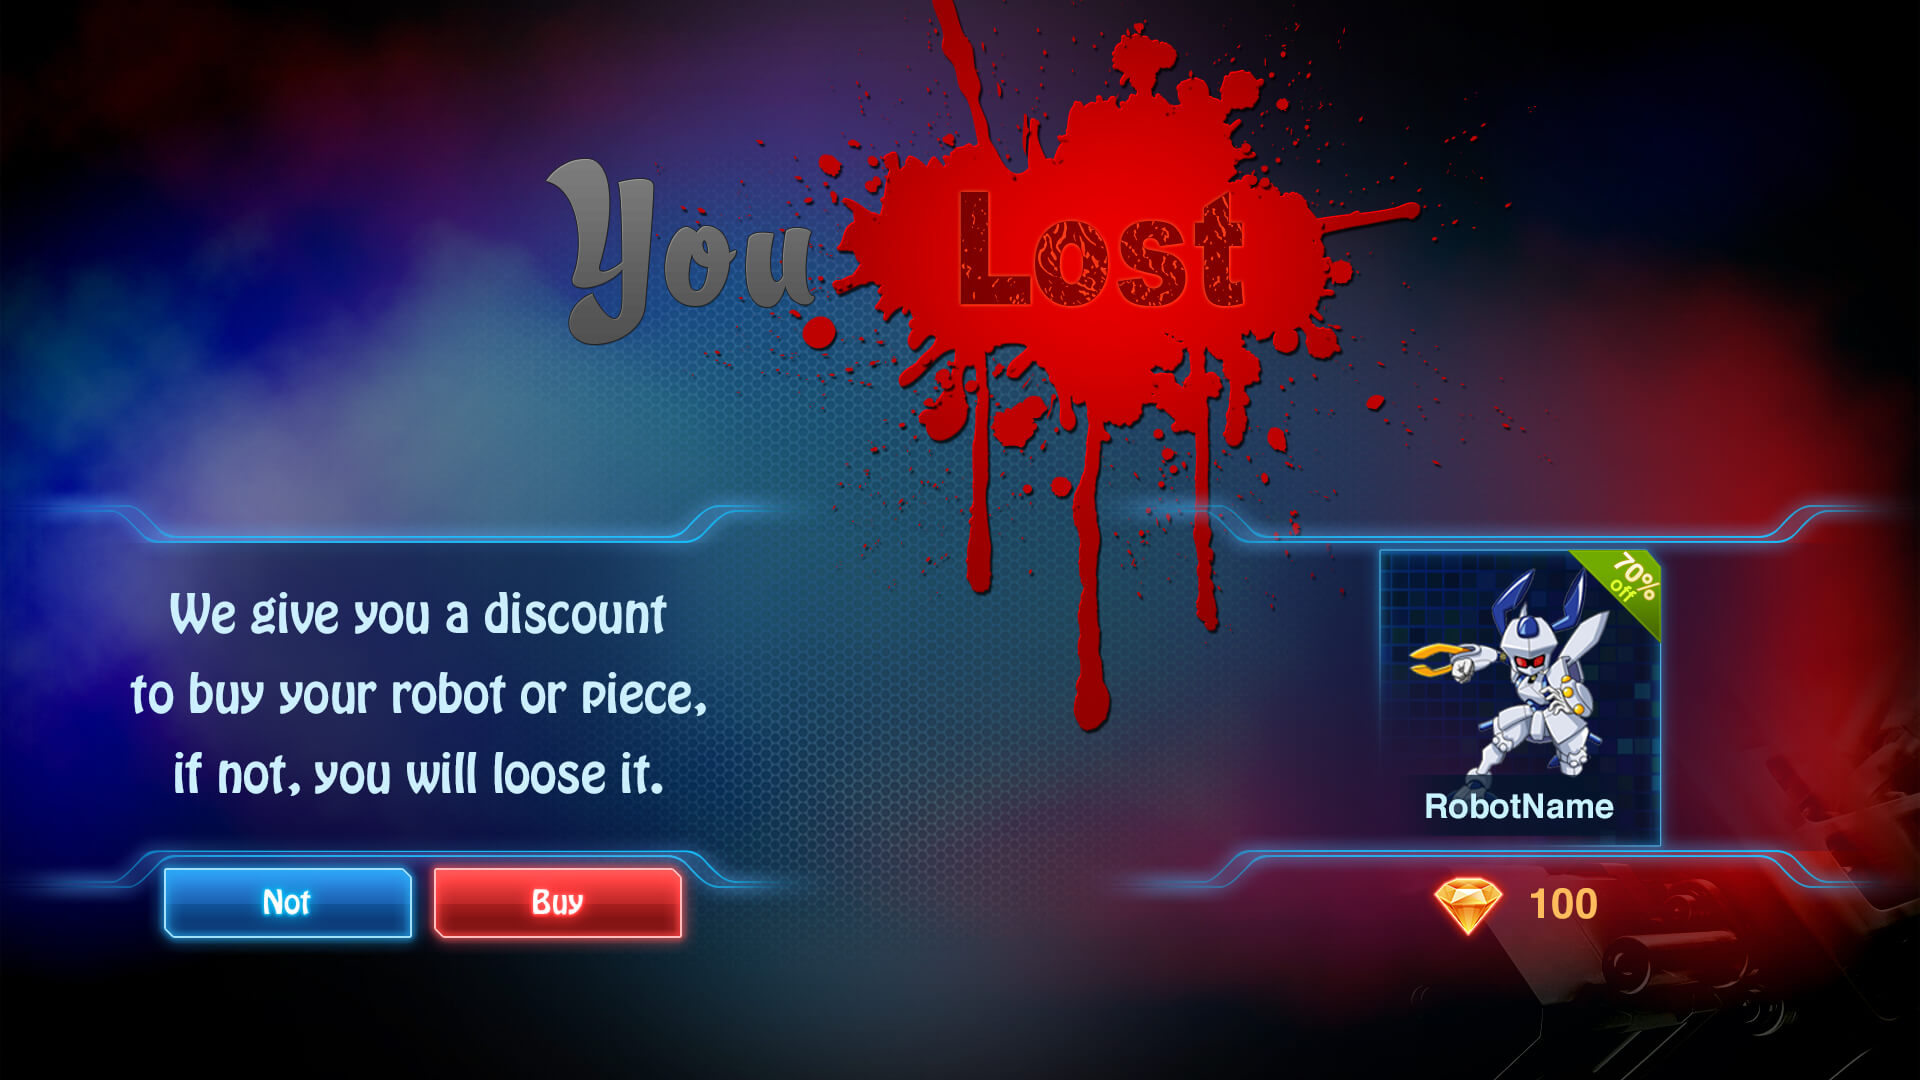 You Lost
We give you a discount
to buy your robot or piece,
if not, you will loose it.
Not
Buy
70%
Off
RobotName
100